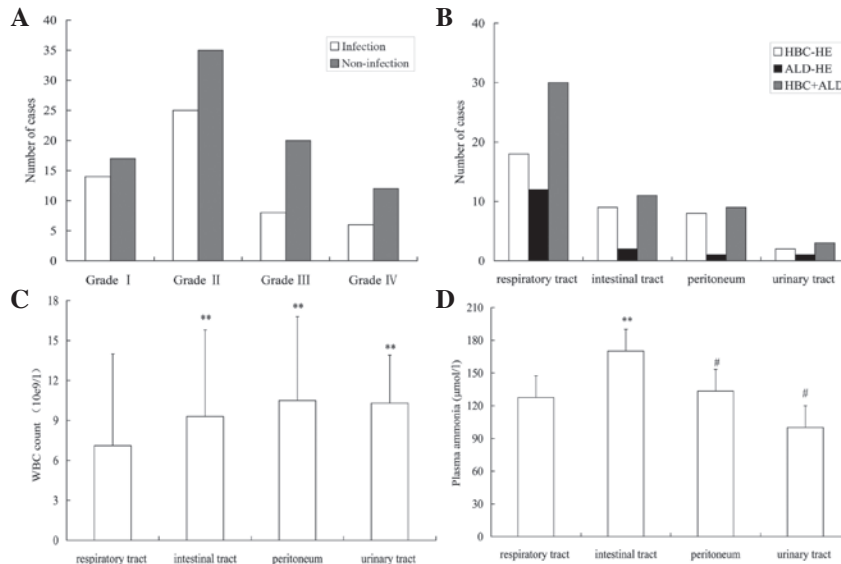 A
40
35
30
25
20
15
10
5
0
Number of cases
Infection
Non-infection
Grade Ⅰ
Grade Ⅱ
Grade Ⅲ
Grade Ⅳ
B
40
30
20
10
0
Number of cases
HBC-HE
ALD-HE
HBC+ALD
respiratory tract
intestinal tract
peritoneum
urinary tract
C
18
15
12
9
6
3
0
WBC count (10e9/l)
**
**
**
respiratory tract
intestinal tract
peritoneum
urinary tract
D
210
180
150
120
90
60
30
0
Plasma ammonia (μmol/l)
**
#
#
respiratory tract
intestinal tract
peritoneum
urinary tract